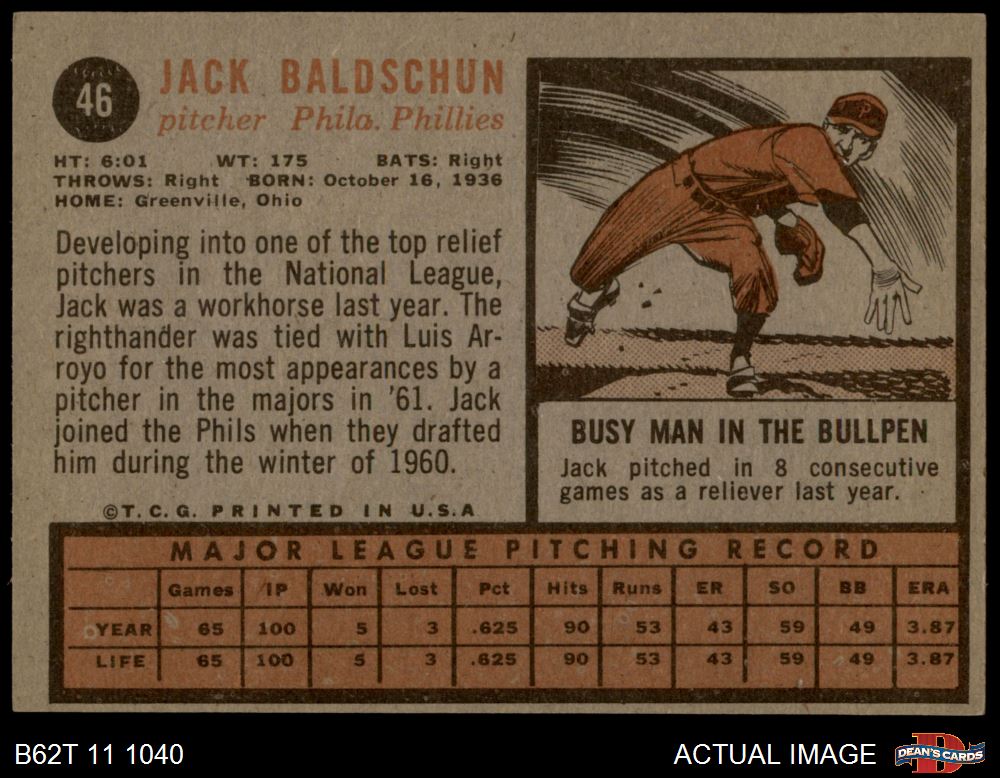 46
JACK BALDSCHUN
pitcher Phila. Phillies
HT: 6:01 WT: 175 BATS: Right
THROWS: Right BORN: October 16, 1936
HOME: Greenville, Ohio
Developing into one of the top relief
pitchers in the National League,
Jack was a workhorse last year. The
righthander was tied with Luis Ar-
royo for the most appearances by a
pitcher in the majors in '61. Jack
joined the Phils when they drafted
him during the winter of 1960.
©T.C.G. PRINTED IN U.S.A
P
BUSY MAN IN THE BULLPEN
Jack pitched in 8 consecutive
games as a reliever last year.
MAJOR LEAGUE PITCHING RECORD
Games IP Won Lost Pct Hits Runs ER SO BB ERA
YEAR 65 100 5 3 .625 90 53 43 59 49 3.87
LIFE 65 100 5 3 .625 90 53 43 59 49 3.87
B62T 11 1040
ACTUAL IMAGE
D
DEAN'S CARDS